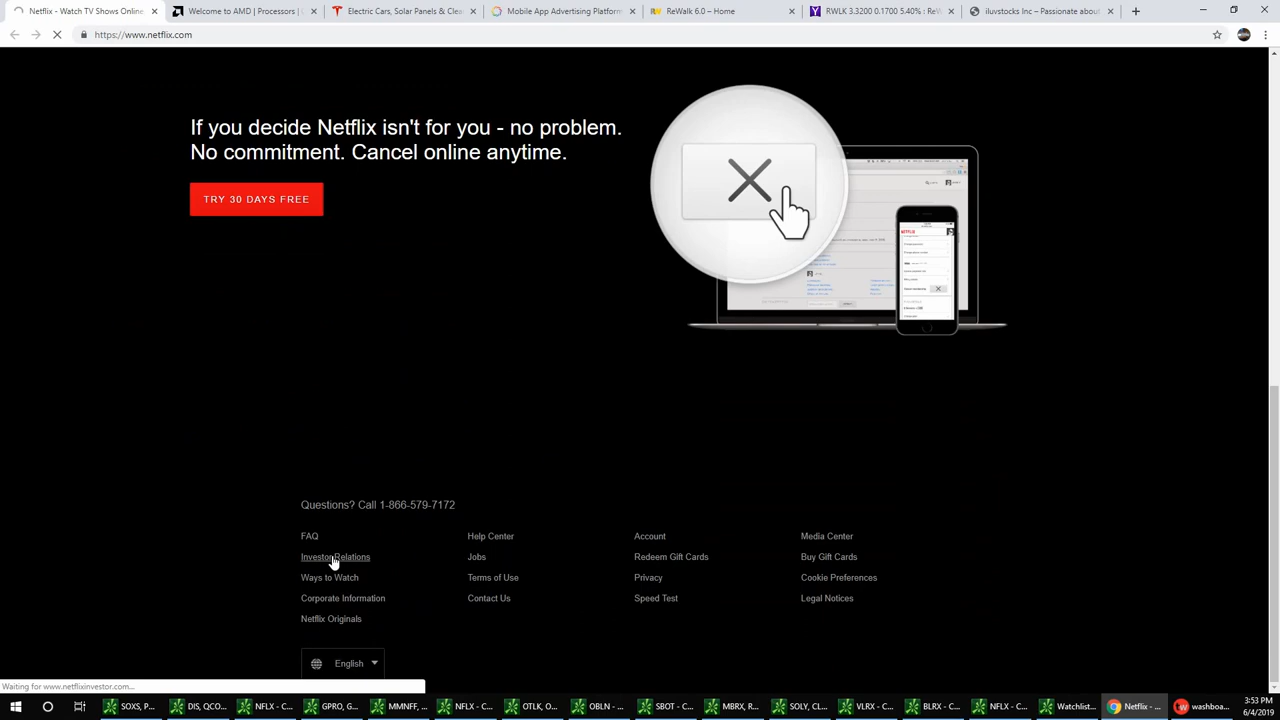 Netflix - Watch TV Shows Online
Welcome to AMD | Processors | G
Electric Cars, Solar Panels & Clea
Mobile App Advertising Platform
ReWalk 6.0 – Home
RWLK 3.3200 0.1700 5.40% : ReW
iluvstocks Inc – Passionate about
https://www.netflix.com
If you decide Netflix isn't for you - no problem.
No commitment. Cancel online anytime.
TRY 30 DAYS FREE
NETFLIX
Questions? Call 1-866-579-7172
FAQ
Help Center
Account
Media Center
Investor Relations
Jobs
Redeem Gift Cards
Buy Gift Cards
Ways to Watch
Terms of Use
Privacy
Cookie Preferences
Corporate Information
Contact Us
Speed Test
Legal Notices
Netflix Originals
English
Waiting for www.netflixinvestor.com...
SOXS, P...
DIS, QCO...
NFLX - C...
GPRO, G...
MMNFF, ...
NFLX - C...
OTLK, O...
OBLN - ...
SBOT - C...
MBRX, R...
SOLY, CL...
VLRX - C...
BLRX - C...
NFLX - C...
Watchlist...
Netflix - ...
washboa...
3:53 PM
6/4/2019